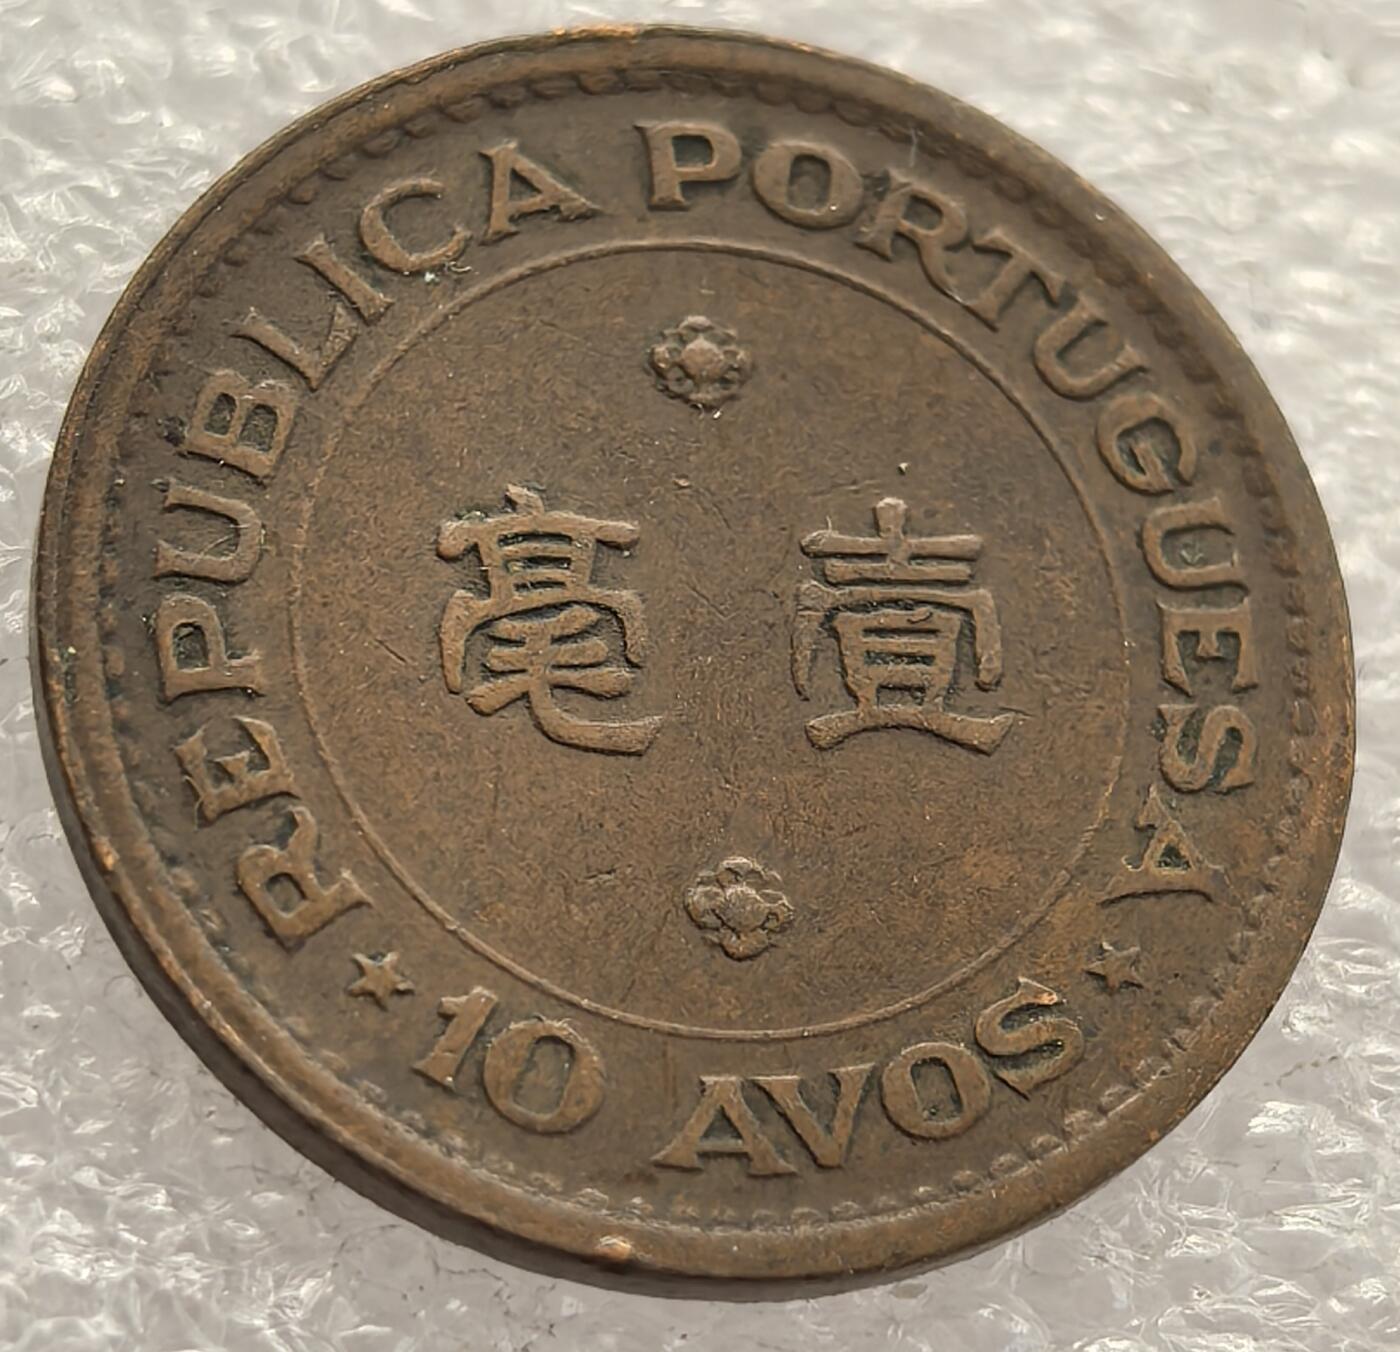 REPUBLICA PORTUGUESA
毫 壹
★ 10 AVOS ★